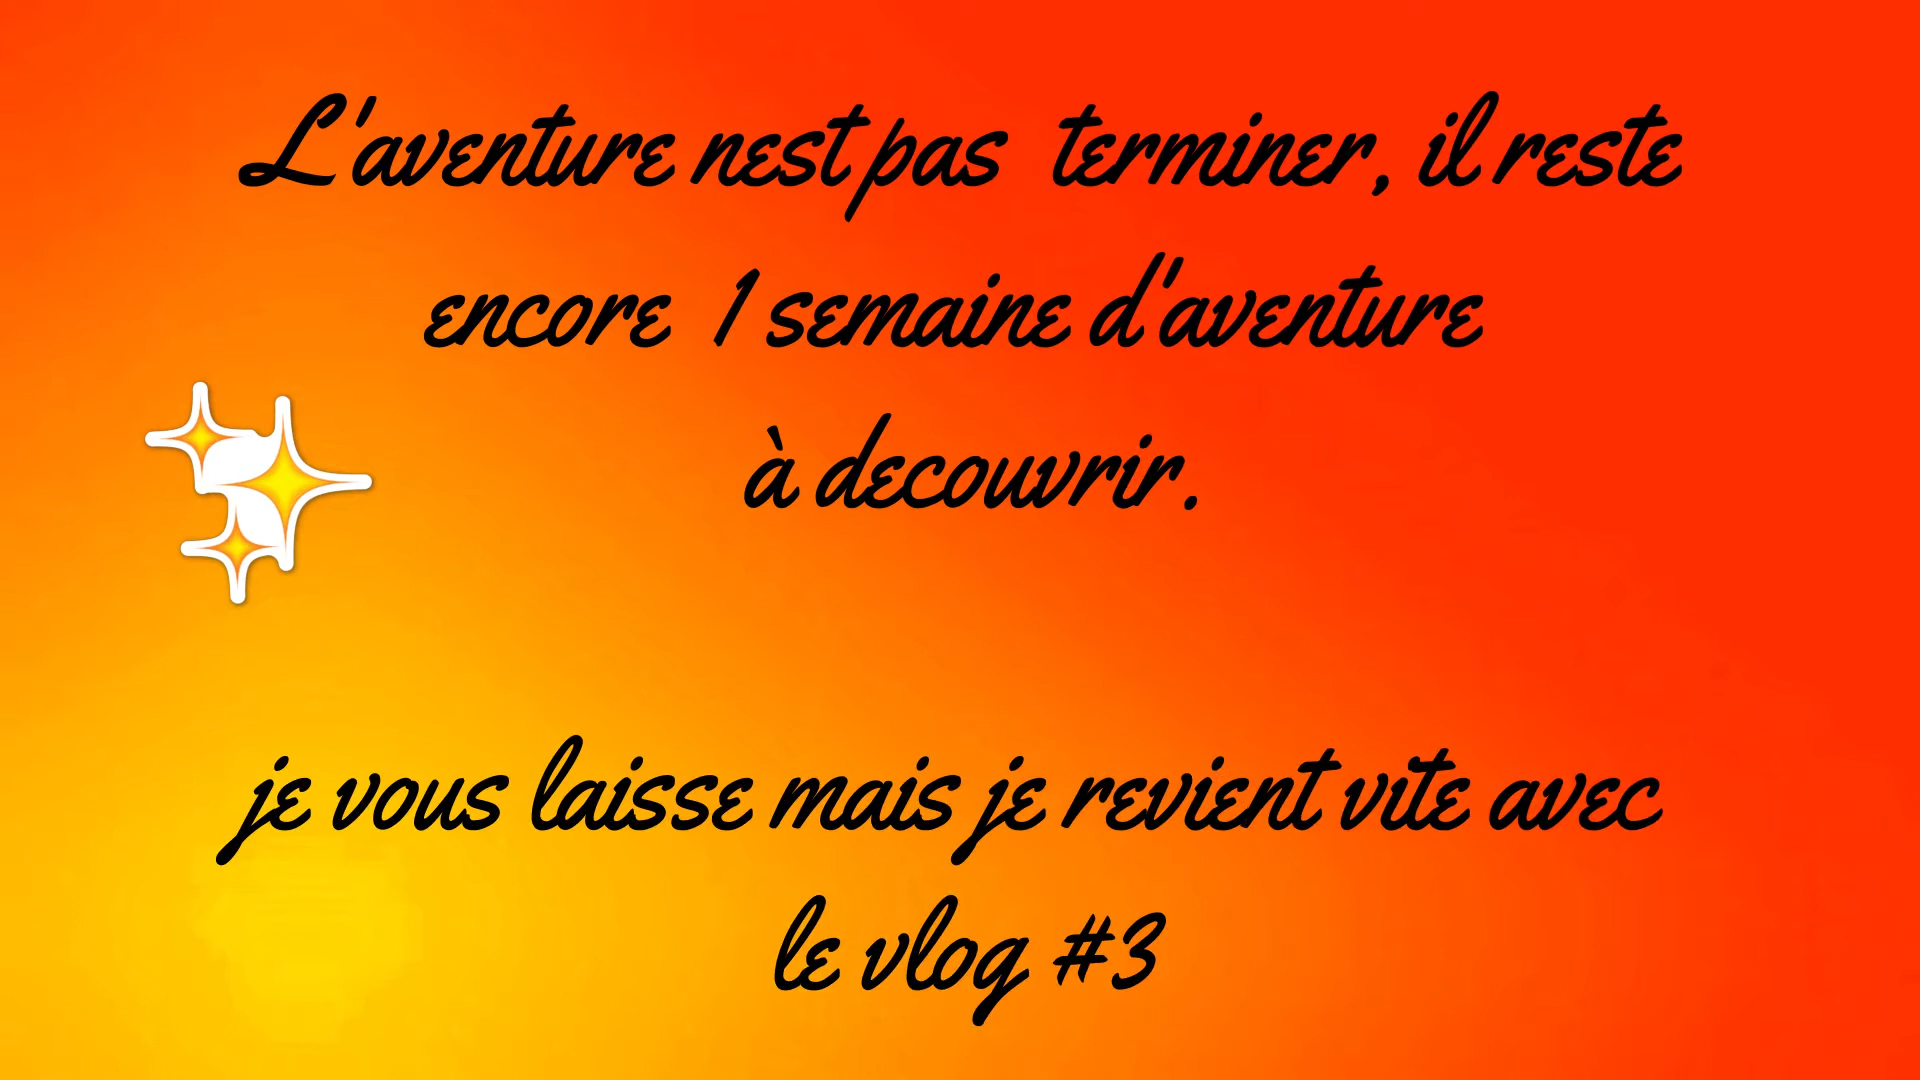 L'aventure nest pas terminer, il reste
encore 1 semaine d'aventure
à decouvrir.
je vous laisse mais je revient vite avec
le vlog #3